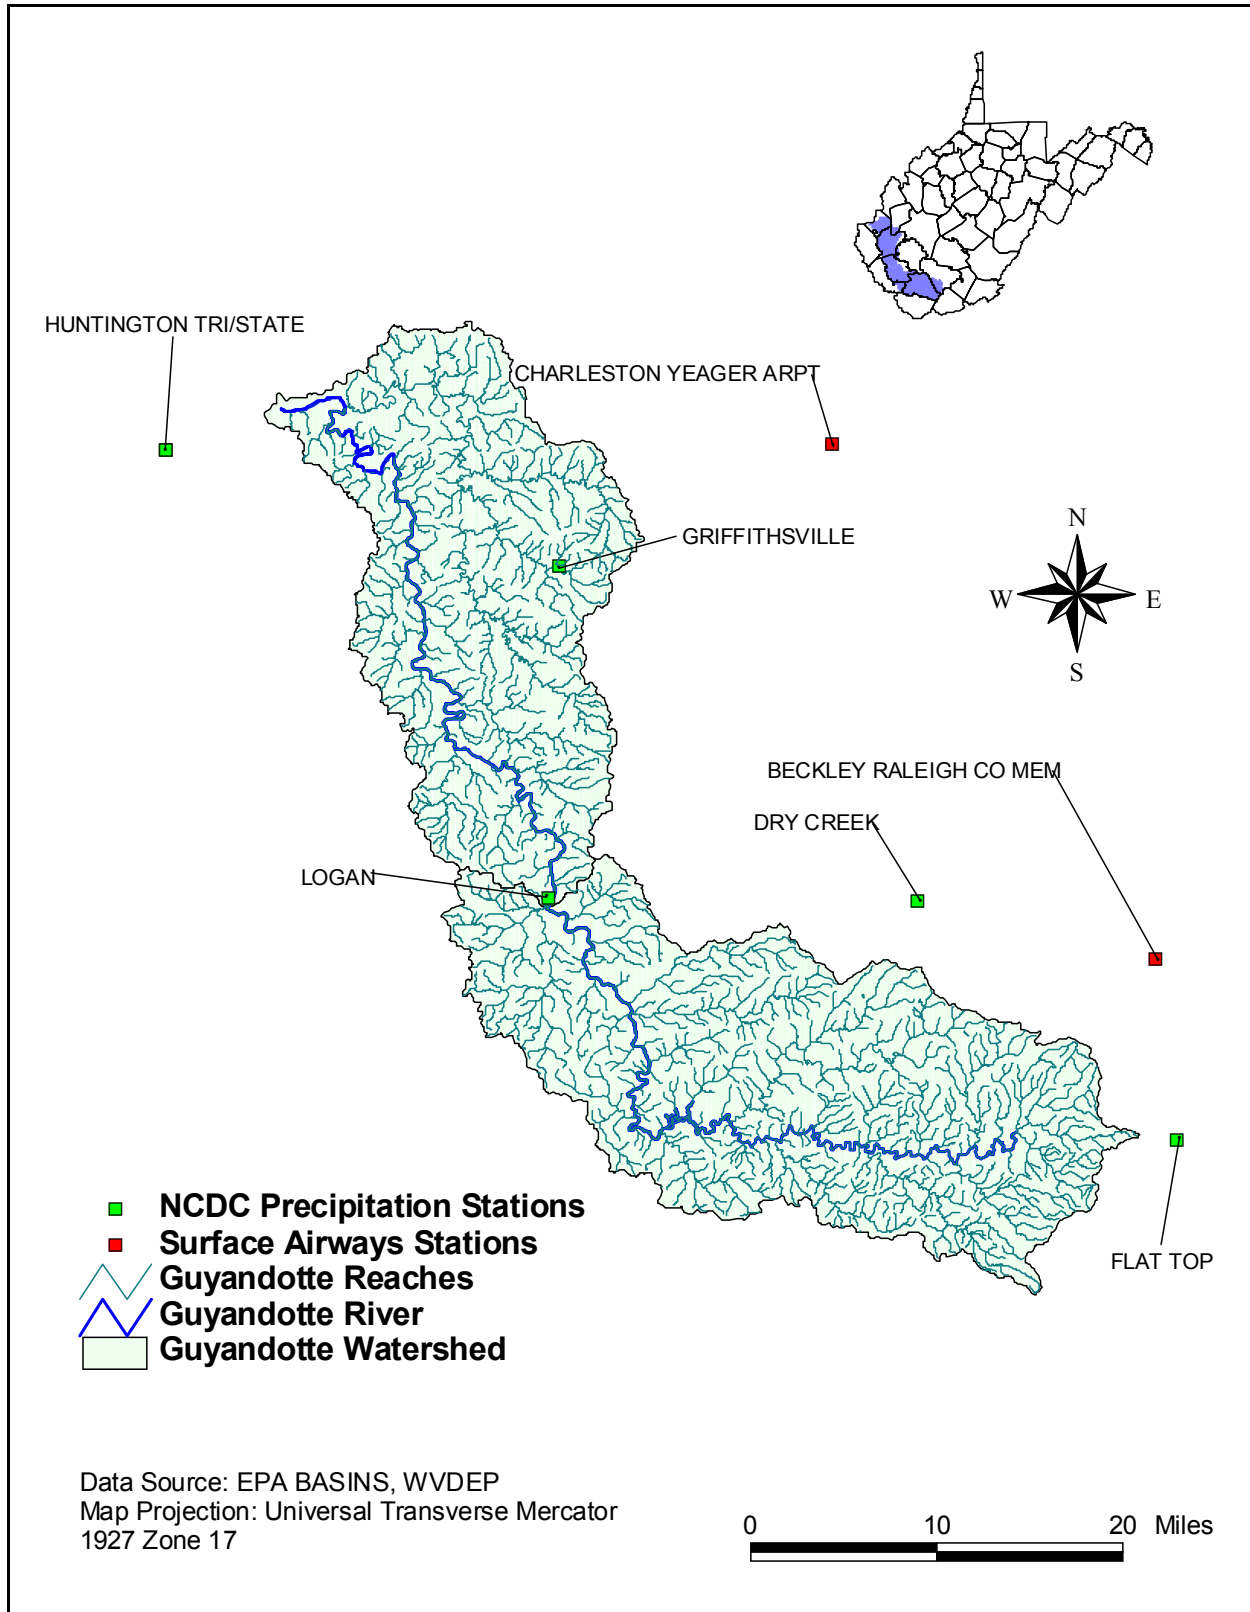 HUNTINGTON TRI/STATE
CHARLESTON YEAGER ARPT
N
GRIFFITHSVILLE
W
E
S
BECKLEY RALEIGH CO MEM
DRY CREEK
LOGAN
NCDC Precipitation Stations
Surface Airways Stations
FLAT TOP
Guyandotte Reaches
Guyandotte River
Guyandotte Watershed
Data Source: EPA BASINS, WVDEP
Map Projection: Universal Transverse Mercator
1927 Zone 17
0 10 20 Miles